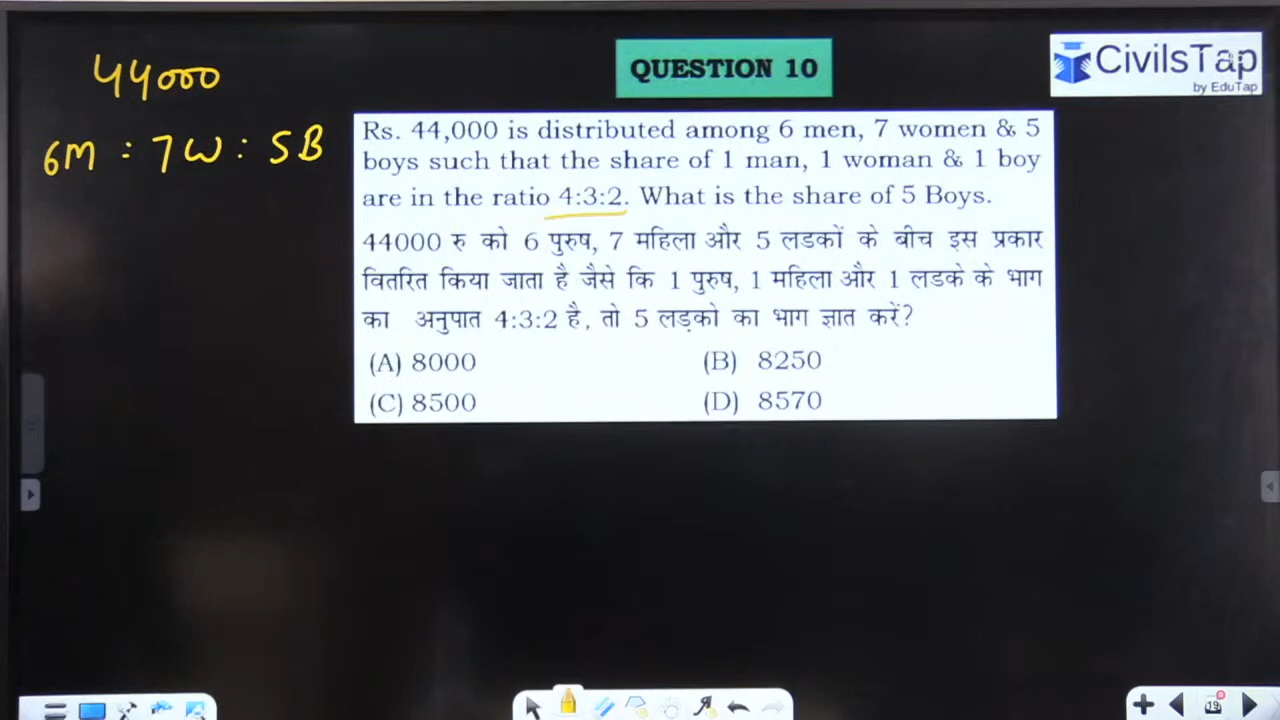 44000
6M : 7W : 5B
QUESTION 10
CivilsTap
by EduTap
Rs. 44,000 is distributed among 6 men, 7 women & 5
boys such that the share of 1 man, 1 woman & 1 boy
are in the ratio 4:3:2. What is the share of 5 Boys.
44000 रु को 6 पुरुष, 7 महिला और 5 लडकों के बीच इस प्रकार
वितरित किया जाता है जैसे कि 1 पुरुष, 1 महिला और 1 लडके के भाग
का अनुपात 4:3:2 है, तो 5 लड़को का भाग ज्ञात करें?
(A) 8000 (B) 8250
(C) 8500 (D) 8570
19